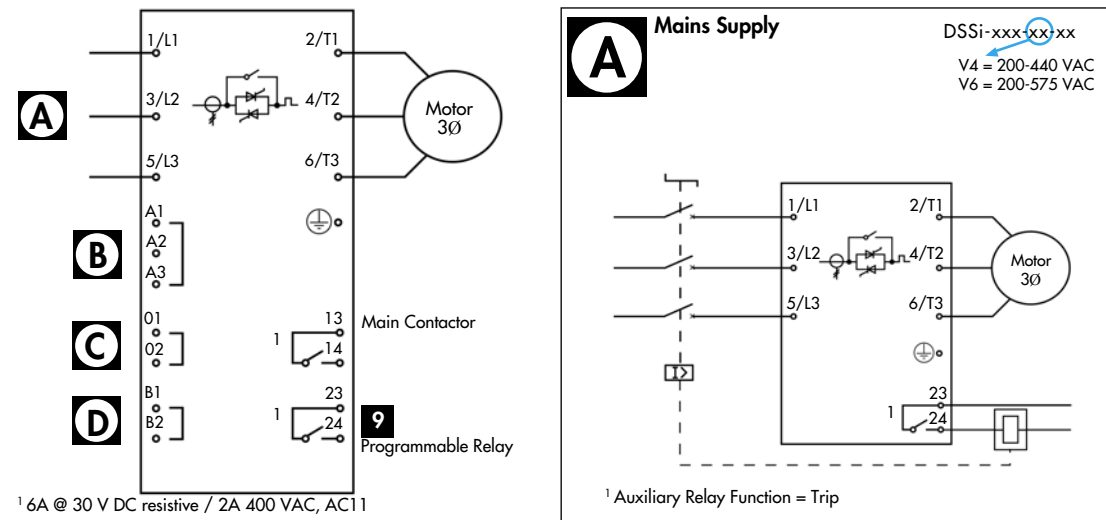 1/L1
2/T1
A
3/L2
4/T2
Motor
3Ø
5/L3
6/T3
B
A1
A2
A3
C
01
02
13
Main Contactor
1
14
D
B1
B2
23
1
24
9
Programmable Relay
¹ 6A @ 30 V DC resistive / 2A 400 VAC, AC11
A
Mains Supply
DSSi-xxx-xx-xx
V4 = 200-440 VAC
V6 = 200-575 VAC
1/L1
2/T1
3/L2
4/T2
Motor
3Ø
5/L3
6/T3
I>
23
1
24
¹ Auxiliary Relay Function = Trip